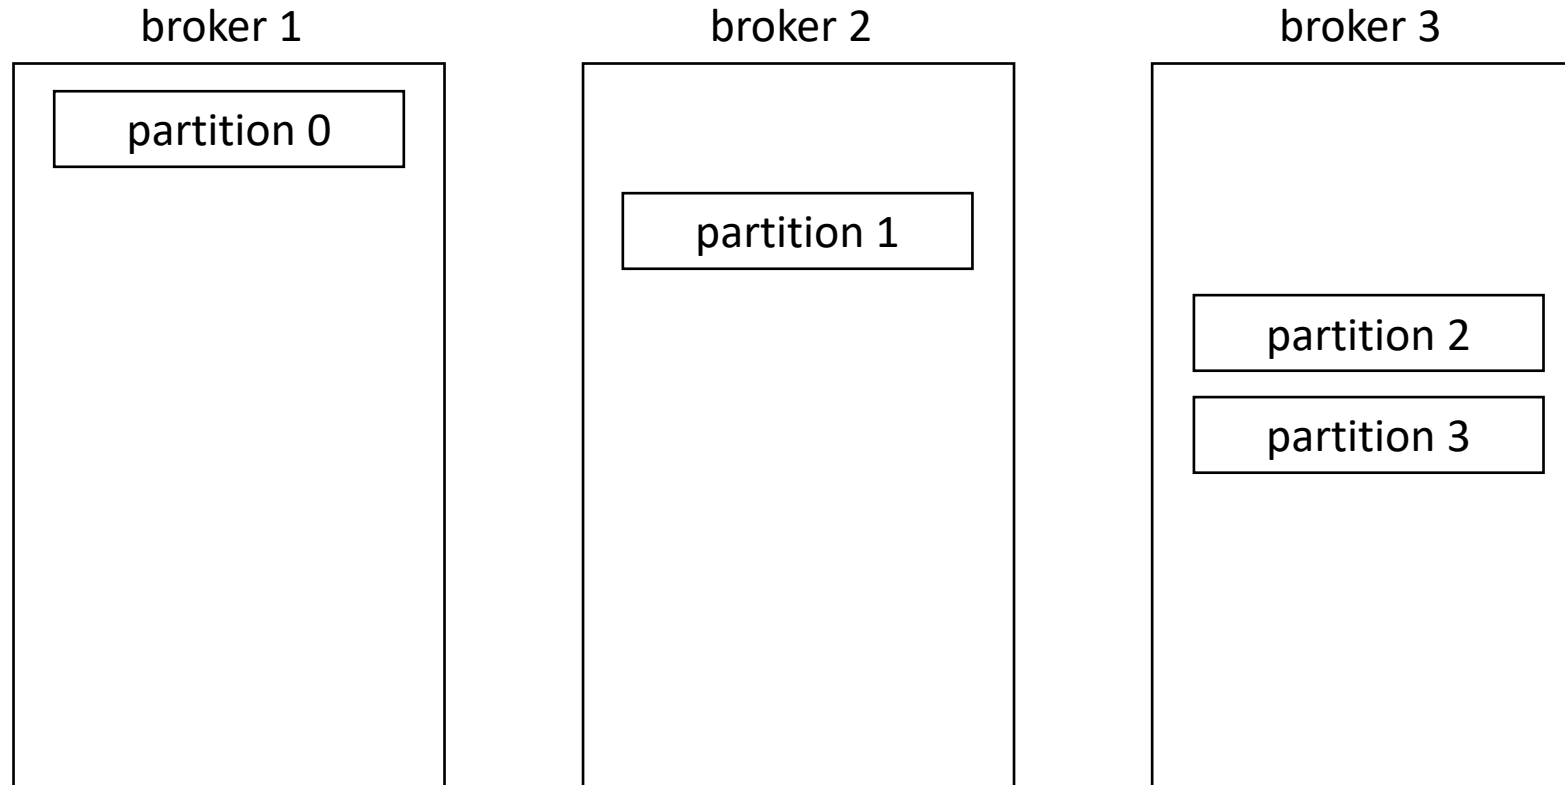 broker 1
broker 2
broker 3
partition 0
partition 1
partition 2
partition 3